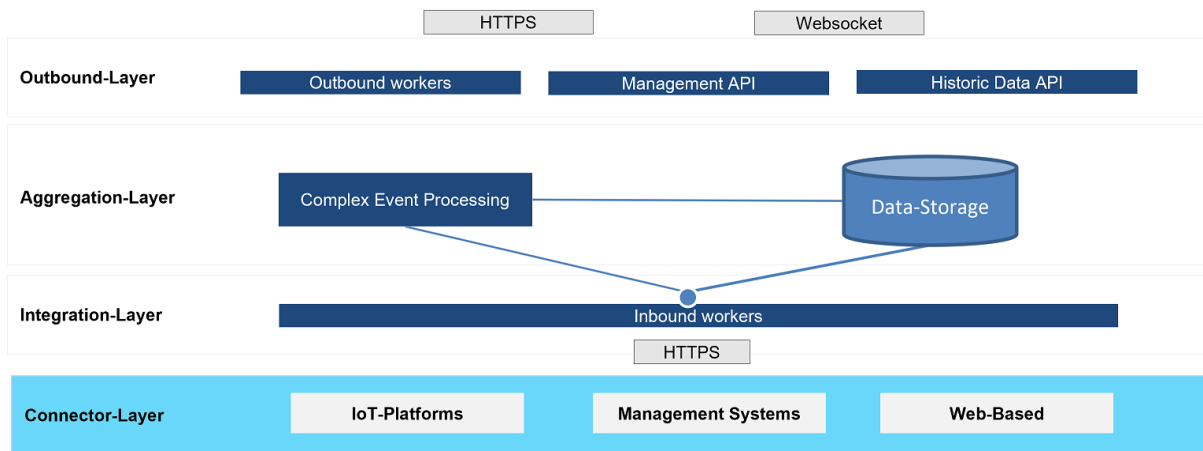 HTTPS
Websocket
Outbound-Layer
Outbound workers
Management API
Historic Data API
Aggregation-Layer
Complex Event Processing
Data-Storage
Integration-Layer
Inbound workers
HTTPS
Connector-Layer
IoT-Platforms
Management Systems
Web-Based